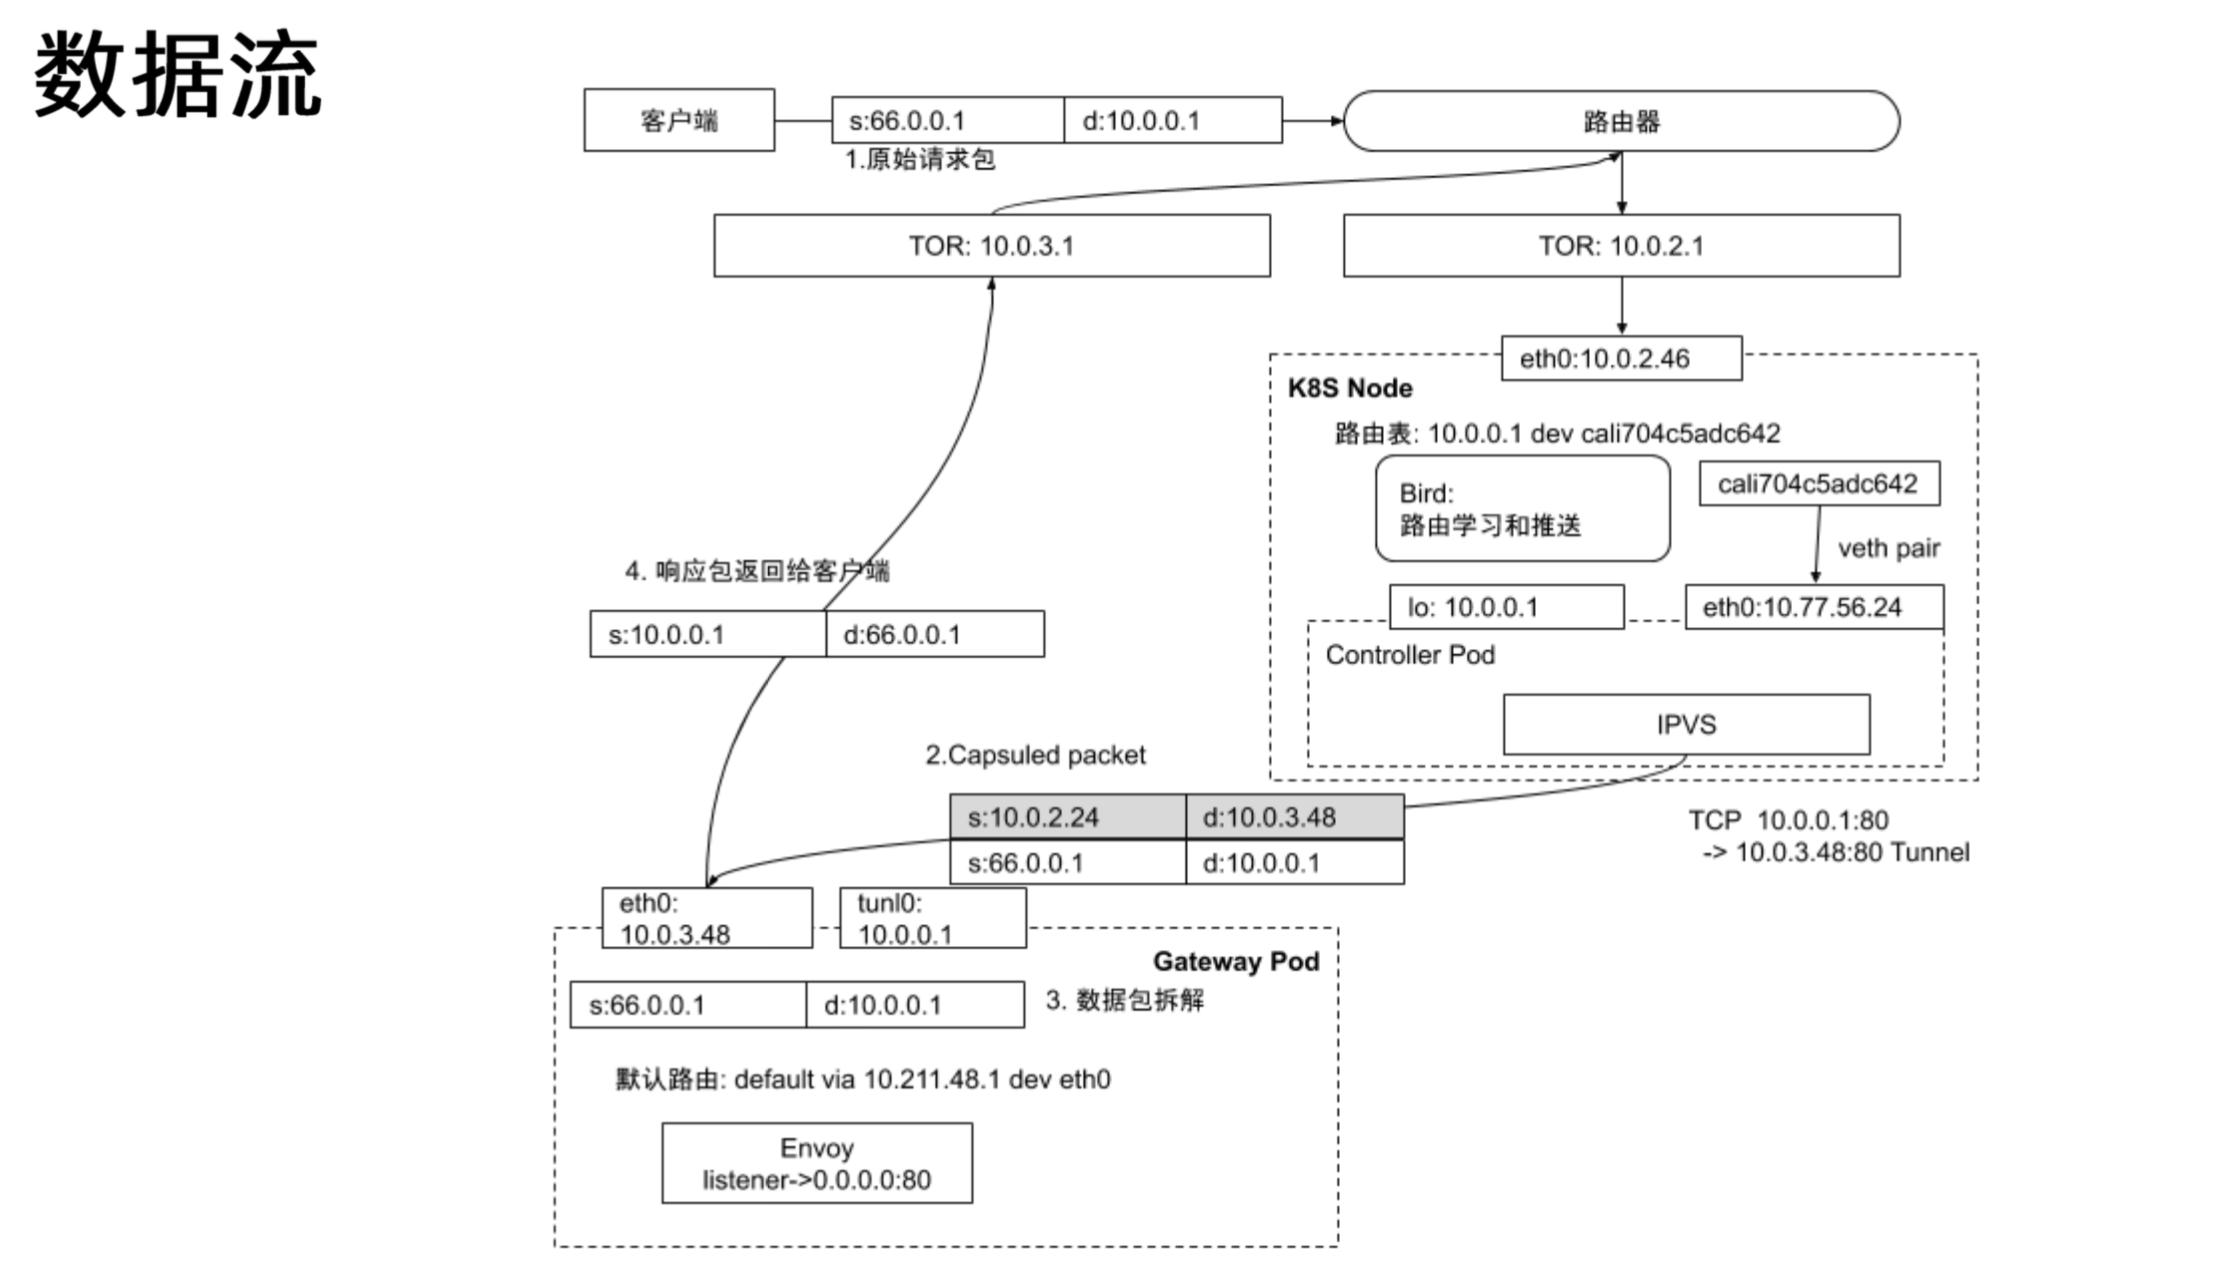 数据流
客户端
s:66.0.0.1
d:10.0.0.1
路由器
1.原始请求包
TOR: 10.0.3.1
TOR: 10.0.2.1
eth0:10.0.2.46
K8S Node
路由表: 10.0.0.1 dev cali704c5adc642
Bird:
路由学习和推送
cali704c5adc642
veth pair
lo: 10.0.0.1
eth0:10.77.56.24
Controller Pod
IPVS
4. 响应包返回给客户端
s:10.0.0.1
d:66.0.0.1
2.Capsuled packet
s:10.0.2.24
d:10.0.3.48
s:66.0.0.1
d:10.0.0.1
TCP 10.0.0.1:80
-> 10.0.3.48:80 Tunnel
eth0:
10.0.3.48
tunl0:
10.0.0.1
Gateway Pod
s:66.0.0.1
d:10.0.0.1
3. 数据包拆解
默认路由: default via 10.211.48.1 dev eth0
Envoy
listener->0.0.0.0:80